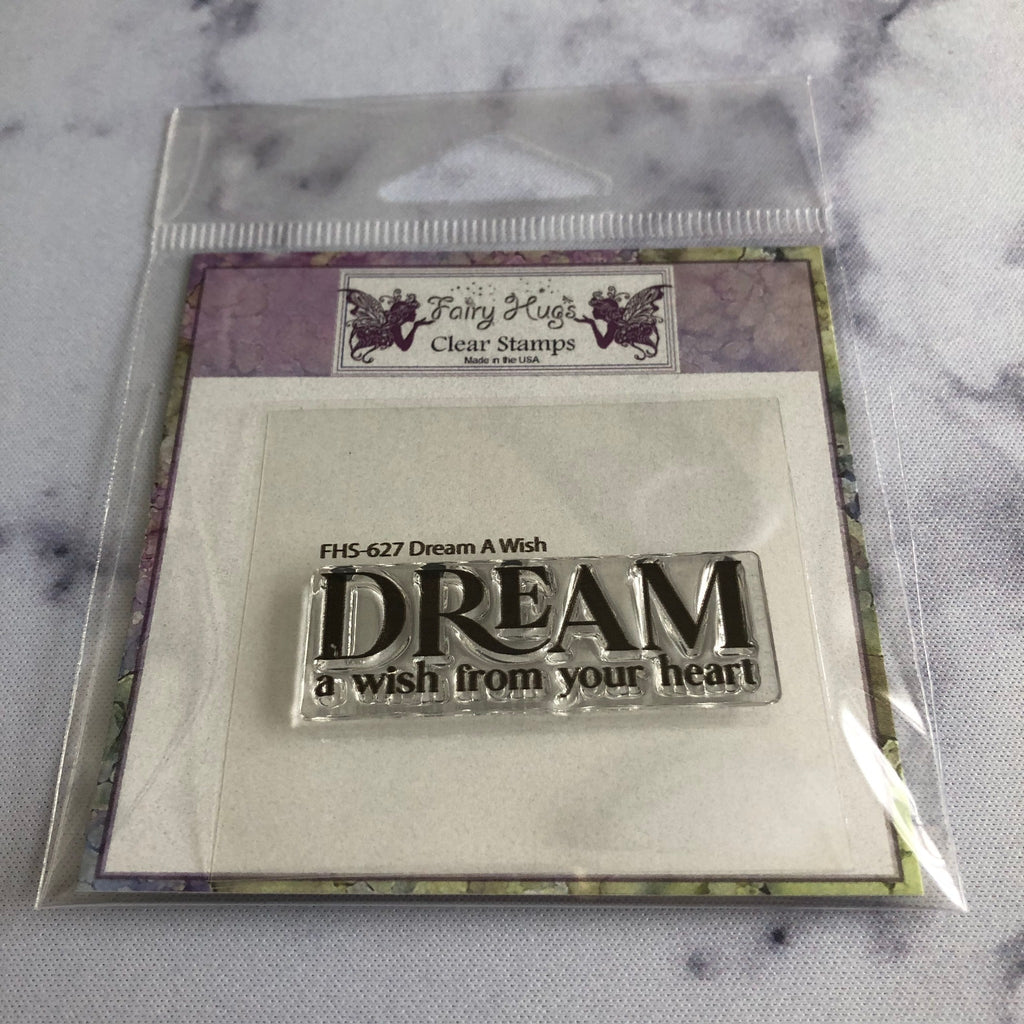 Fairy Hugs
Clear Stamps
Made in the USA
FHS-627 Dream A Wish
DREAM
a wish from your heart